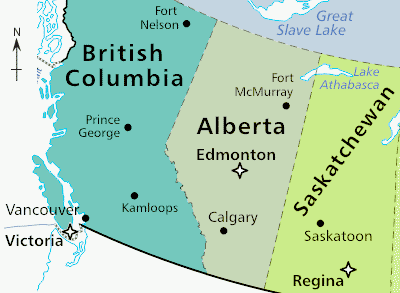 Great
Slave Lake
Fort
Nelson
N
British
Columbia
Lake
Athabasca
Fort
McMurray
Prince
George
Alberta
Edmonton
Saskatchewan
Kamloops
Vancouver
Calgary
Victoria
Saskatoon
Regina